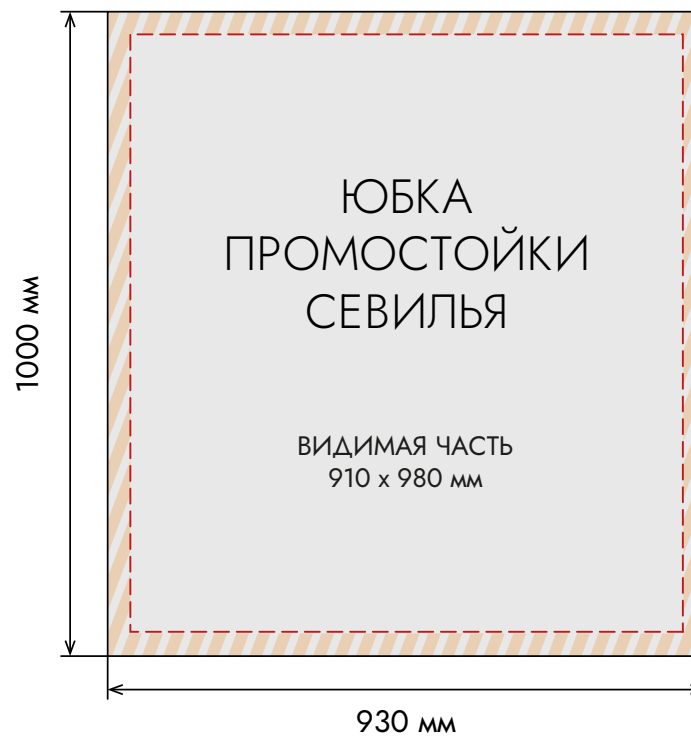 ЮБКА
ПРОМОСТОЙКИ
СЕВИЛЬЯ
ВИДИМАЯ ЧАСТЬ
910 x 980 мм
1000 мм
930 мм